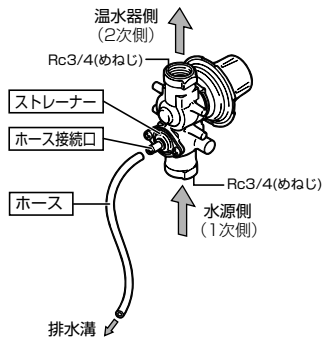 温水器側
(2次側)
Rc3/4(めねじ)
ストレーナー
ホース接続口
Rc3/4(めねじ)
ホース
水源側
(1次側)
排水溝